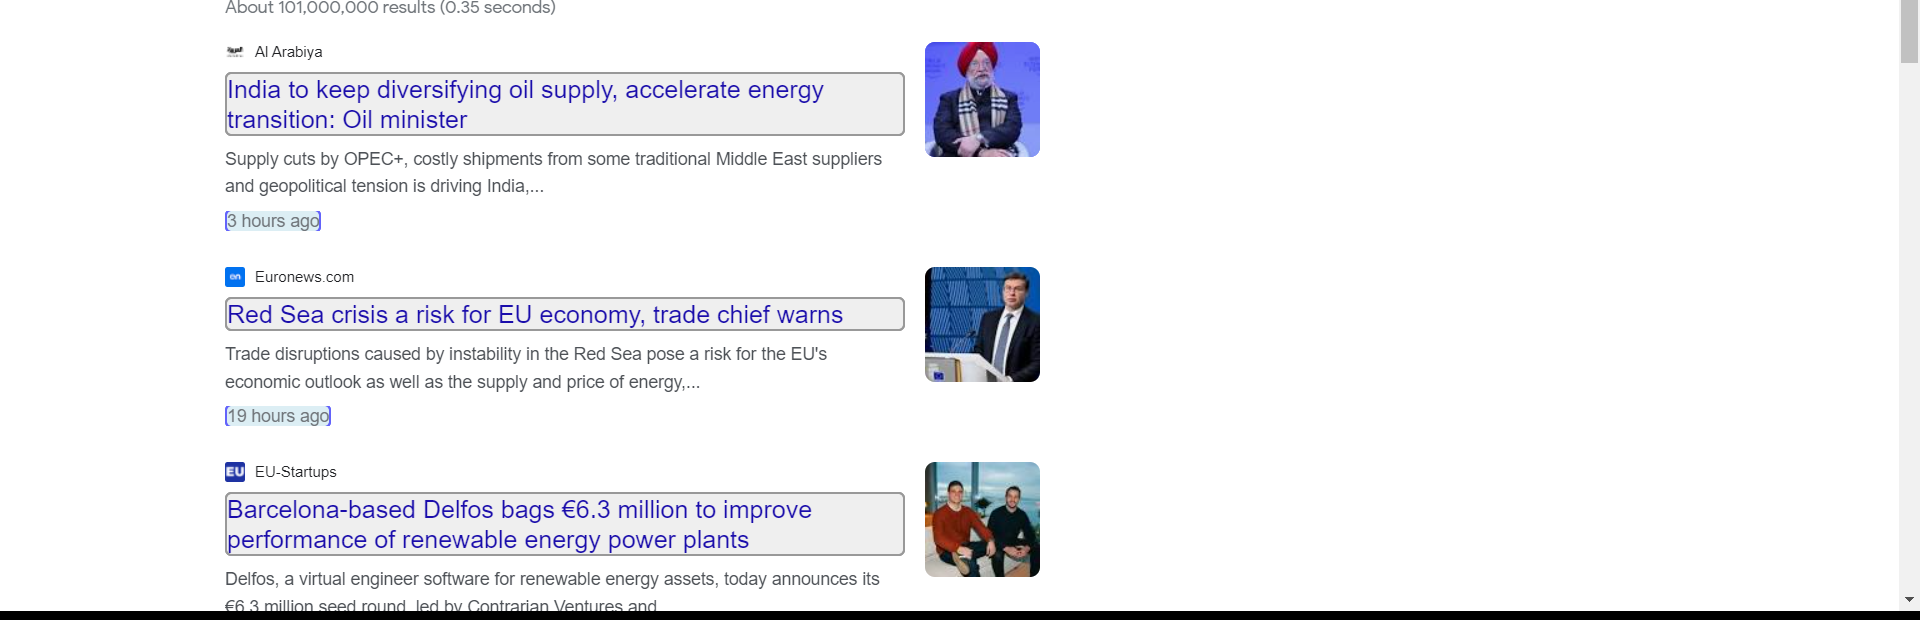 About 101,000,000 results (0.35 seconds)
Al Arabiya
India to keep diversifying oil supply, accelerate energy
transition: Oil minister
Supply cuts by OPEC+, costly shipments from some traditional Middle East suppliers
and geopolitical tension is driving India,...
3 hours ago
en Euronews.com
Red Sea crisis a risk for EU economy, trade chief warns
Trade disruptions caused by instability in the Red Sea pose a risk for the EU's
economic outlook as well as the supply and price of energy,...
19 hours ago
EU EU-Startups
Barcelona-based Delfos bags €6.3 million to improve
performance of renewable energy power plants
Delfos, a virtual engineer software for renewable energy assets, today announces its
€6.3 million seed round, led by Contrarian Ventures and